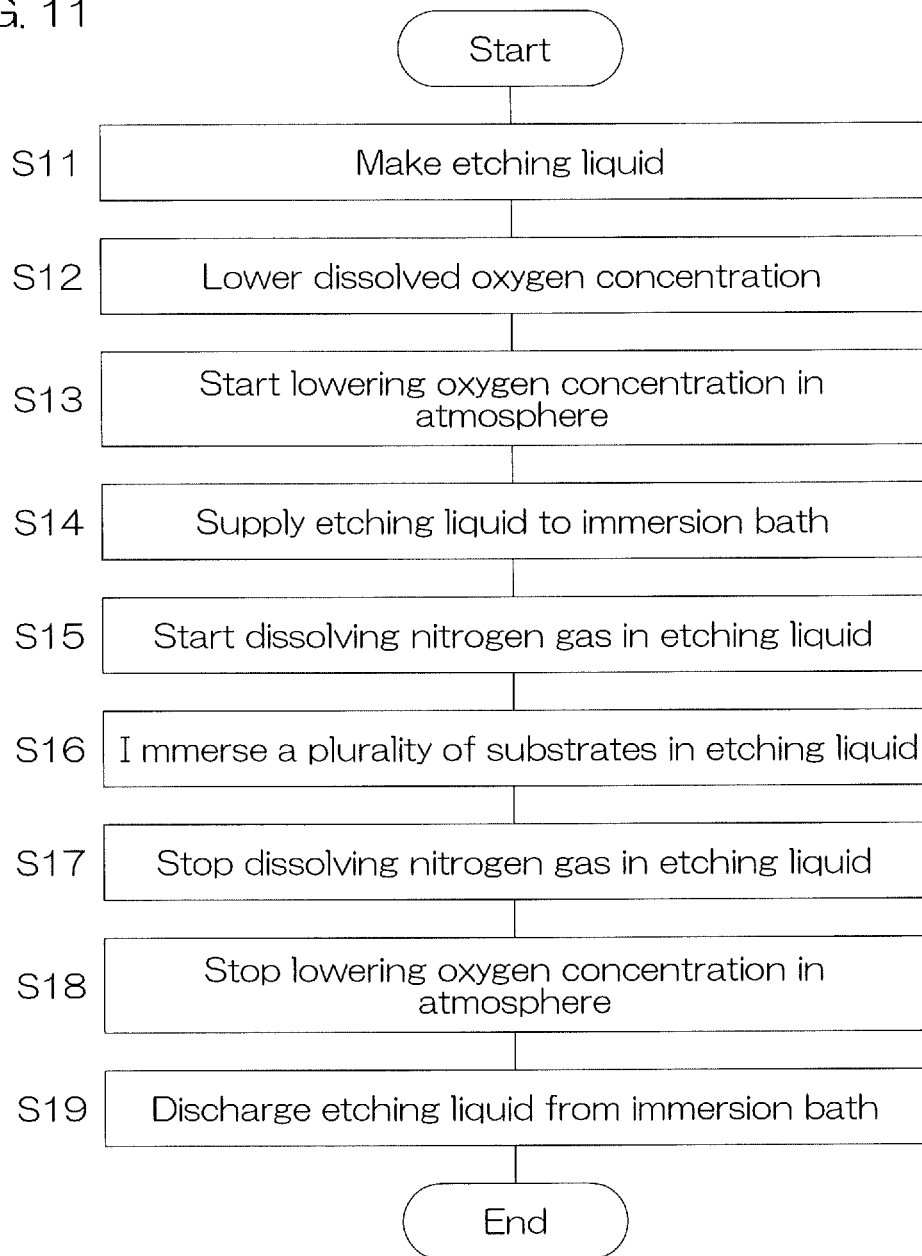 G. 11
Start
S11 Make etching liquid
S12 Lower dissolved oxygen concentration
S13 Start lowering oxygen concentration in
atmosphere
S14 Supply etching liquid to immersion bath
S15 Start dissolving nitrogen gas in etching liquid
S16 I mmerse a plurality of substrates in etching liquid
S17 Stop dissolving nitrogen gas in etching liquid
S18 Stop lowering oxygen concentration in
atmosphere
S19 Discharge etching liquid from immersion bath
End